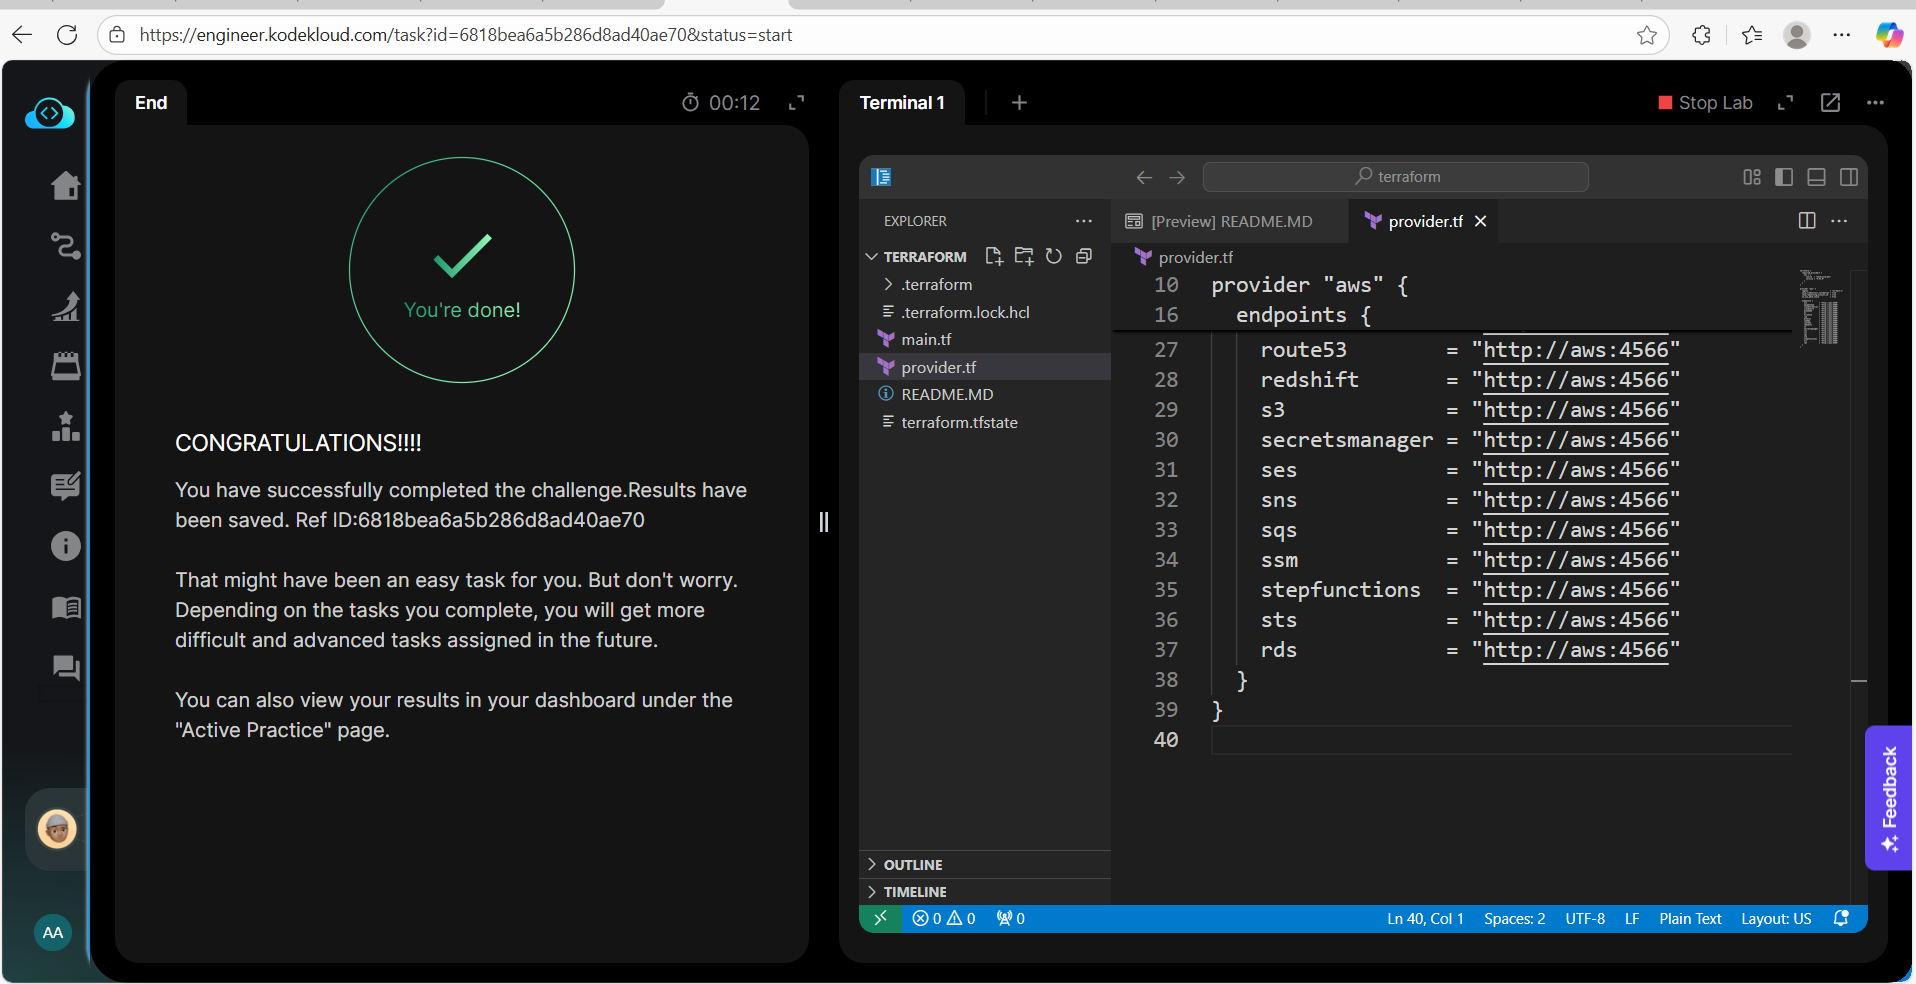 https://engineer.kodekloud.com/task?id=6818bea6a5b286d8ad40ae70&status=start
End
00:12
You're done!
CONGRATULATIONS!!!!
You have successfully completed the challenge.Results have
been saved. Ref ID:6818bea6a5b286d8ad40ae70
That might have been an easy task for you. But don't worry.
Depending on the tasks you complete, you will get more
difficult and advanced tasks assigned in the future.
You can also view your results in your dashboard under the
"Active Practice" page.
AA
Terminal 1
Stop Lab
terraform
EXPLORER
TERRAFORM
.terraform
.terraform.lock.hcl
main.tf
provider.tf
README.MD
terraform.tfstate
OUTLINE
TIMELINE
[Preview] README.MD
provider.tf
provider.tf
10 provider "aws" {
16 endpoints {
27 route53 = "http://aws:4566"
28 redshift = "http://aws:4566"
29 s3 = "http://aws:4566"
30 secretsmanager = "http://aws:4566"
31 ses = "http://aws:4566"
32 sns = "http://aws:4566"
33 sqs = "http://aws:4566"
34 ssm = "http://aws:4566"
35 stepfunctions = "http://aws:4566"
36 sts = "http://aws:4566"
37 rds = "http://aws:4566"
38 }
39 }
40
0 0 0 Ln 40, Col 1 Spaces: 2 UTF-8 LF Plain Text Layout: US
Feedback